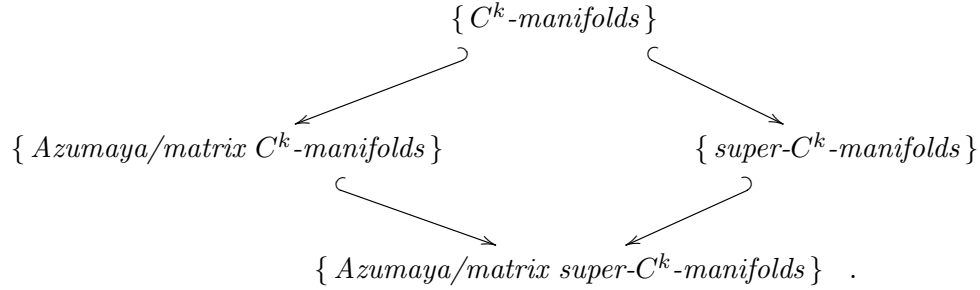 { C^k-manifolds}
{ Azumaya/matrix C^k-manifolds} { super-C^k-manifolds}
{ Azumaya/matrix super-C^k-manifolds} .